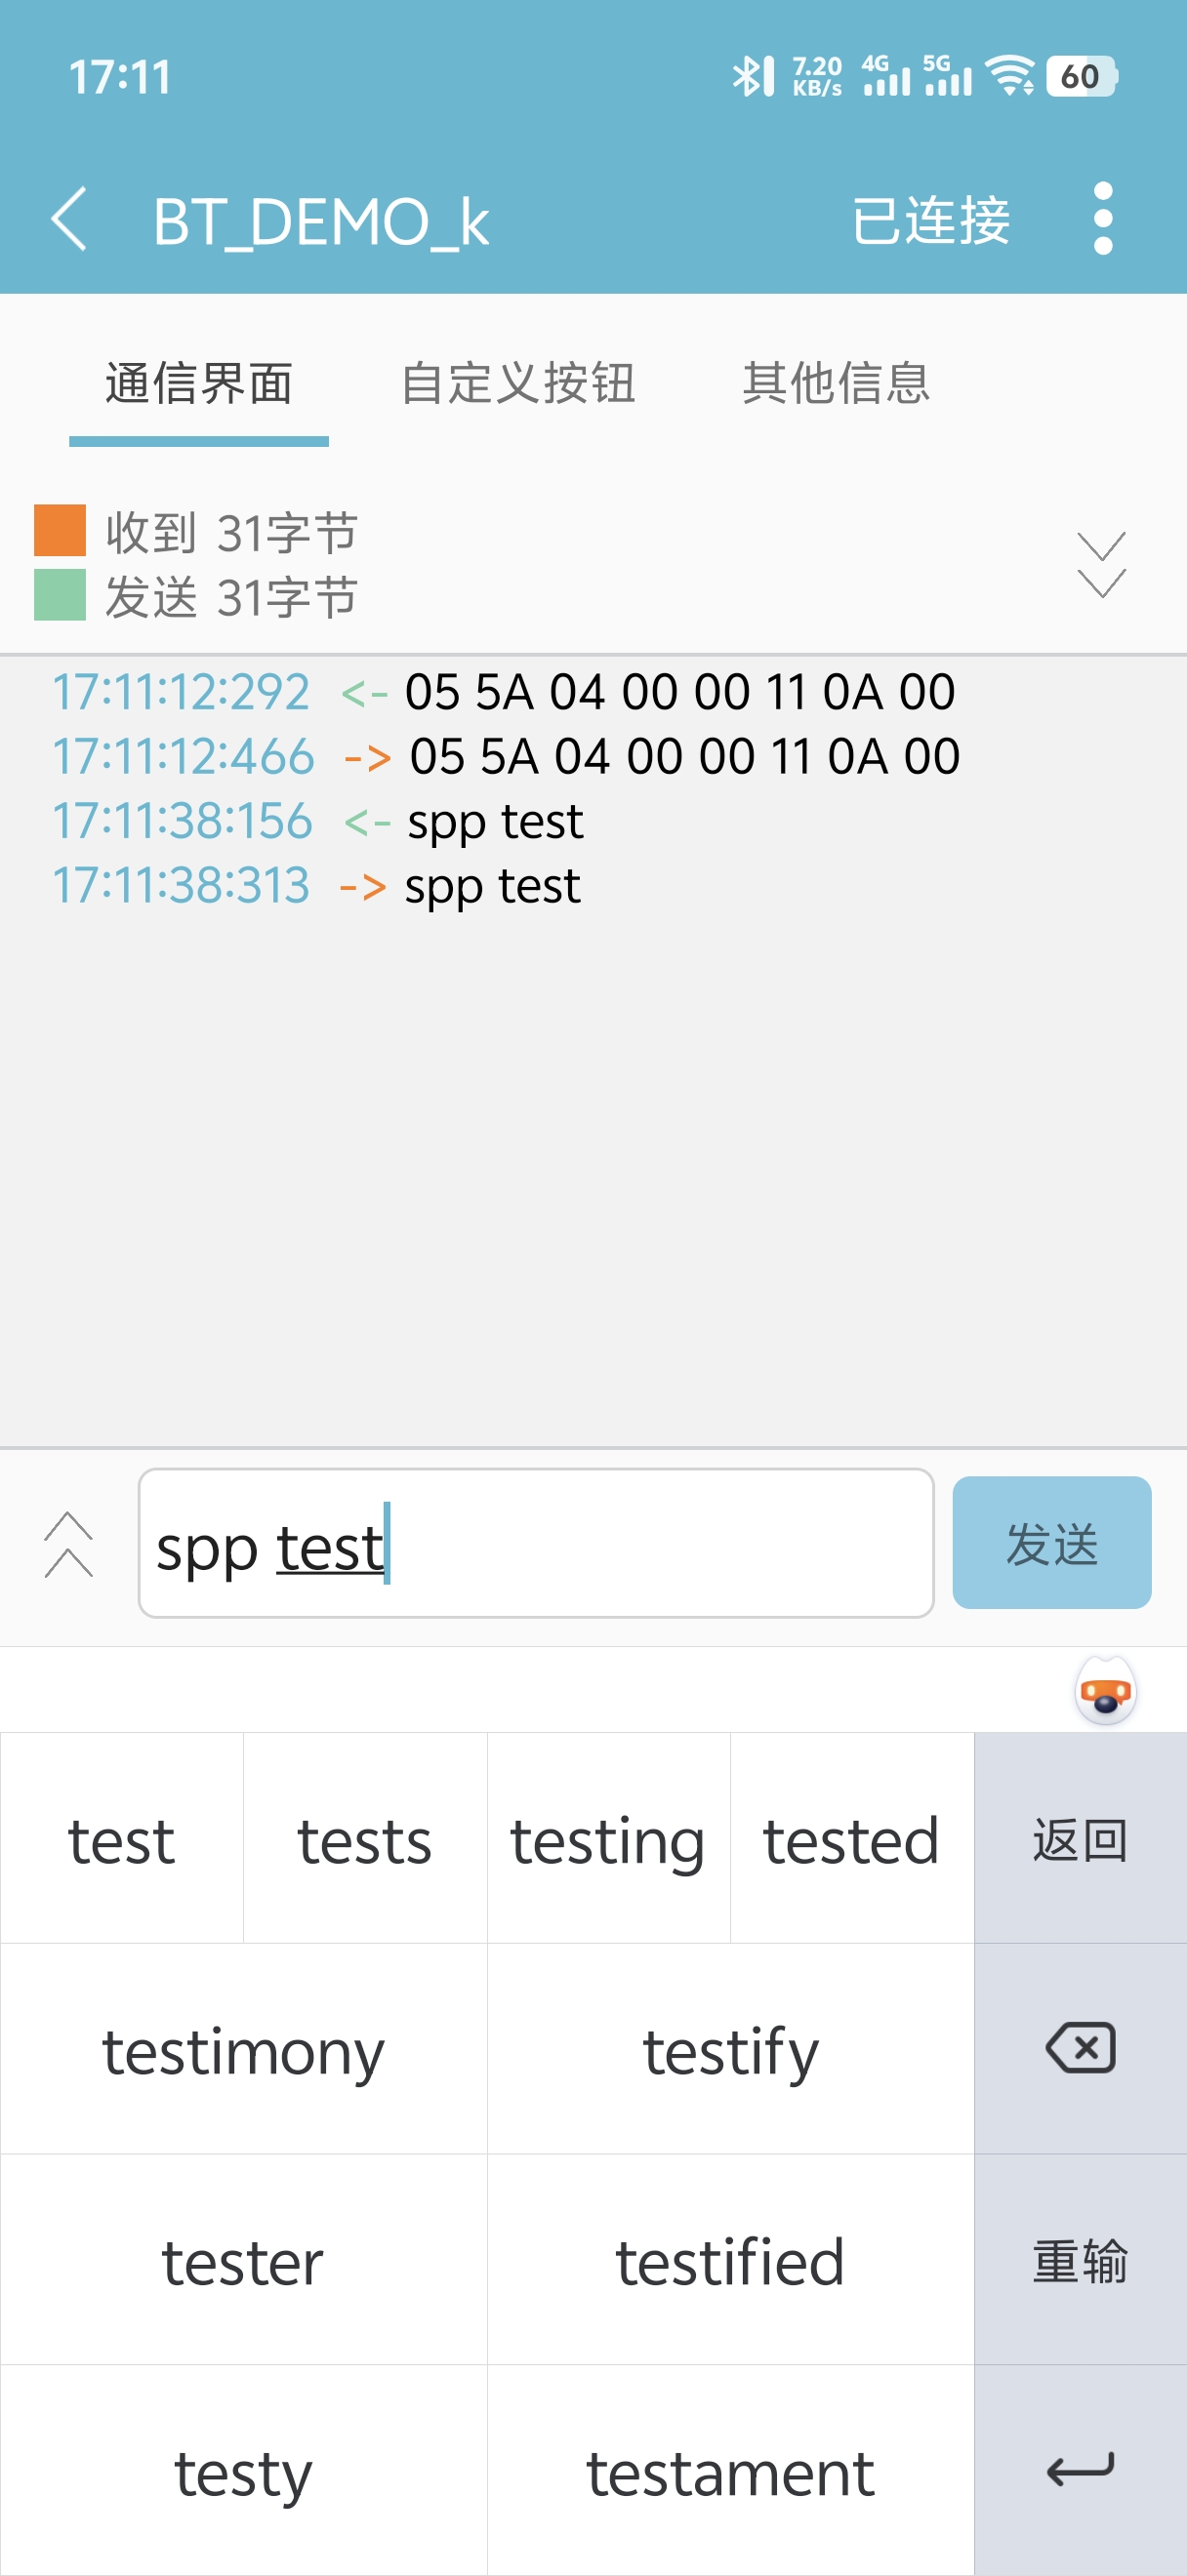 17:11 7.20 KB/s 4G 5G 60
BT_DEMO_k 已连接
通信界面 自定义按钮 其他信息
收到 31字节
发送 31字节
17:11:12:292 <- 05 5A 04 00 00 11 0A 00
17:11:12:466 -> 05 5A 04 00 00 11 0A 00
17:11:38:156 <- spp test
17:11:38:313 -> spp test
spp test 发送
test tests testing tested 返回
testimony testify
tester testified 重输
testy testament